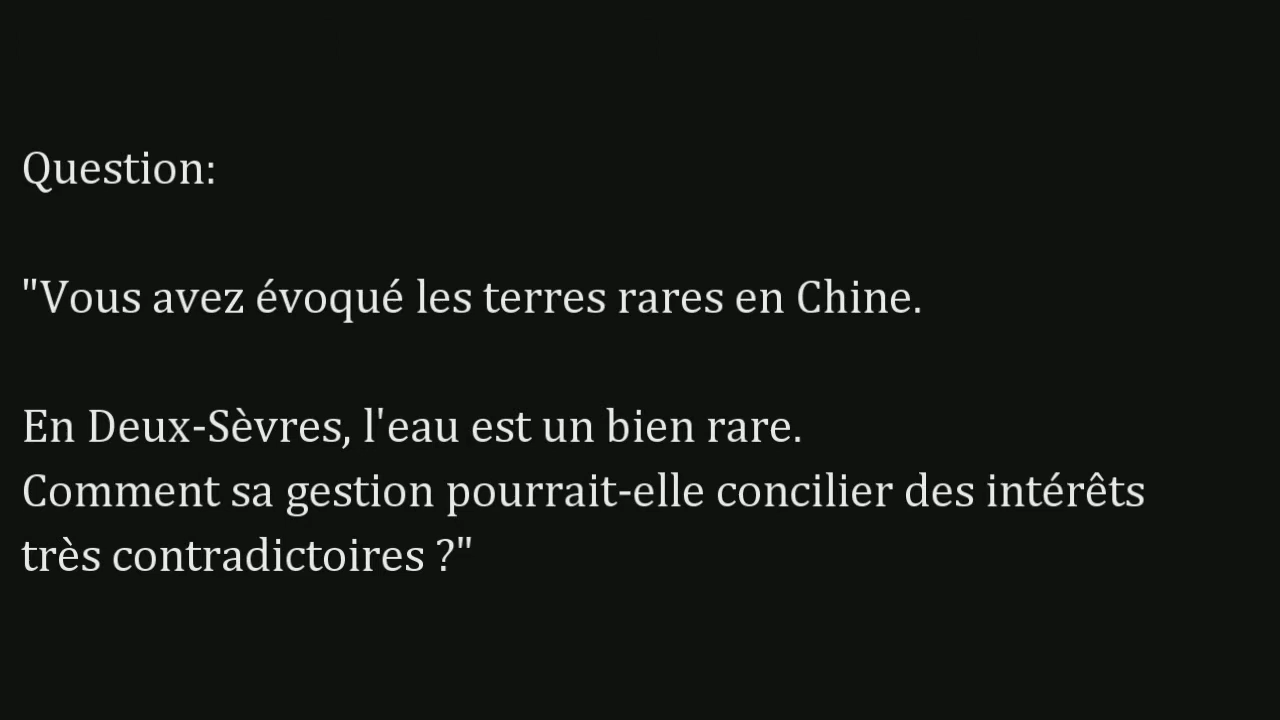 Question:
"Vous avez évoqué les terres rares en Chine.
En Deux-Sèvres, l'eau est un bien rare.
Comment sa gestion pourrait-elle concilier des intérêts
très contradictoires ?"